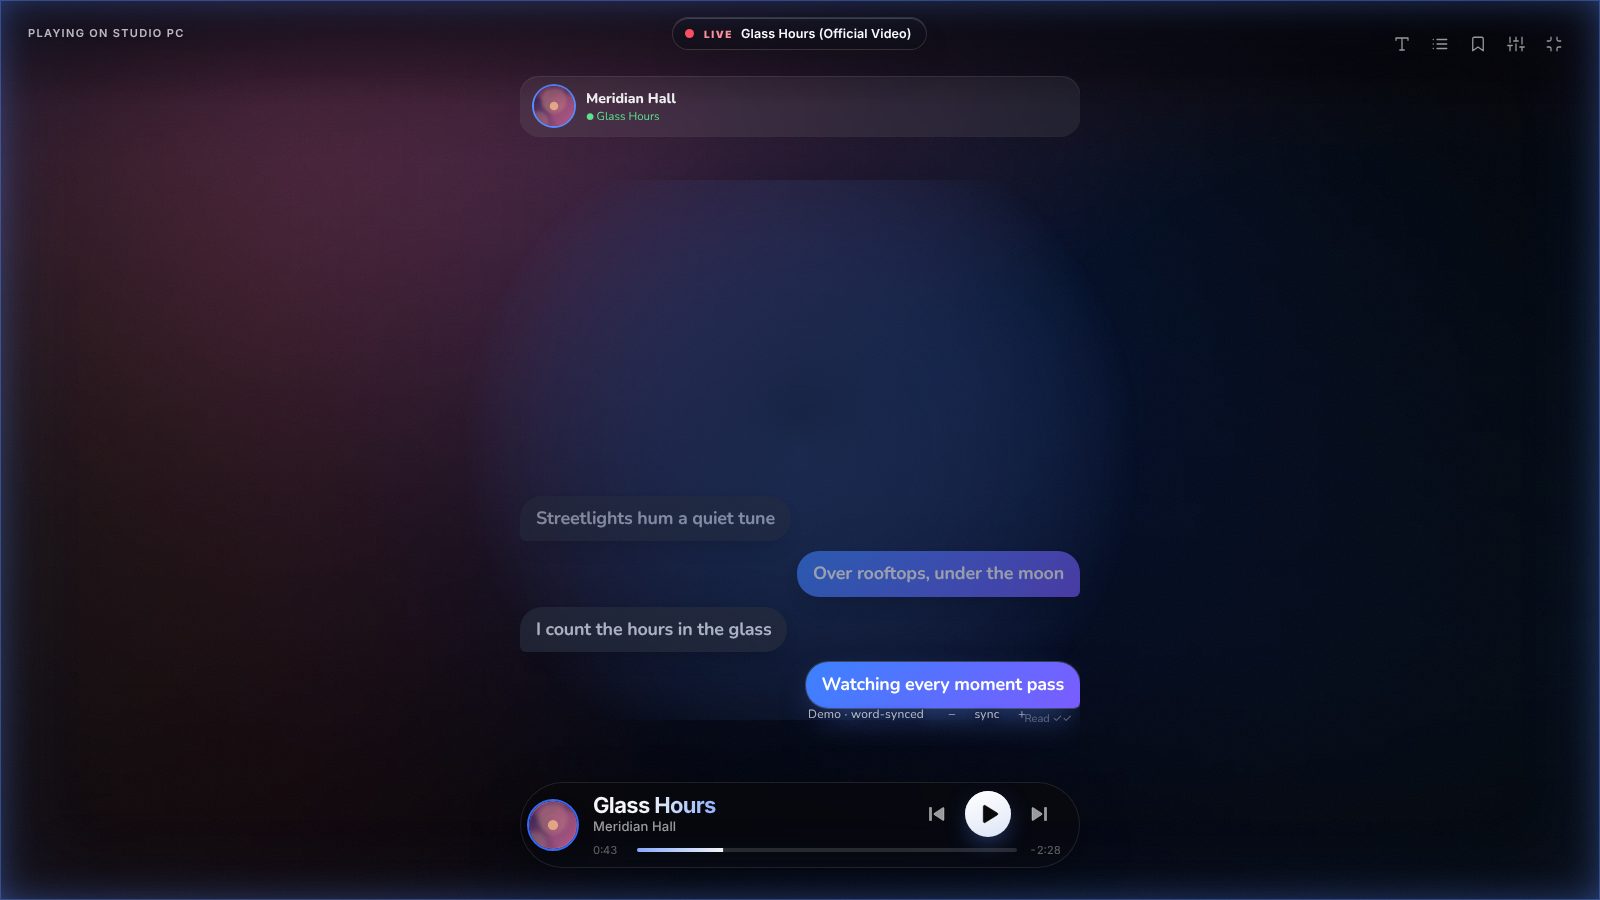 PLAYING ON STUDIO PC
LIVE Glass Hours (Official Video)
Meridian Hall
Glass Hours
Streetlights hum a quiet tune
Over rooftops, under the moon
I count the hours in the glass
Watching every moment pass
Demo · word-synced − sync +
Read ✓✓
Glass Hours
Meridian Hall
0:43 -2:28